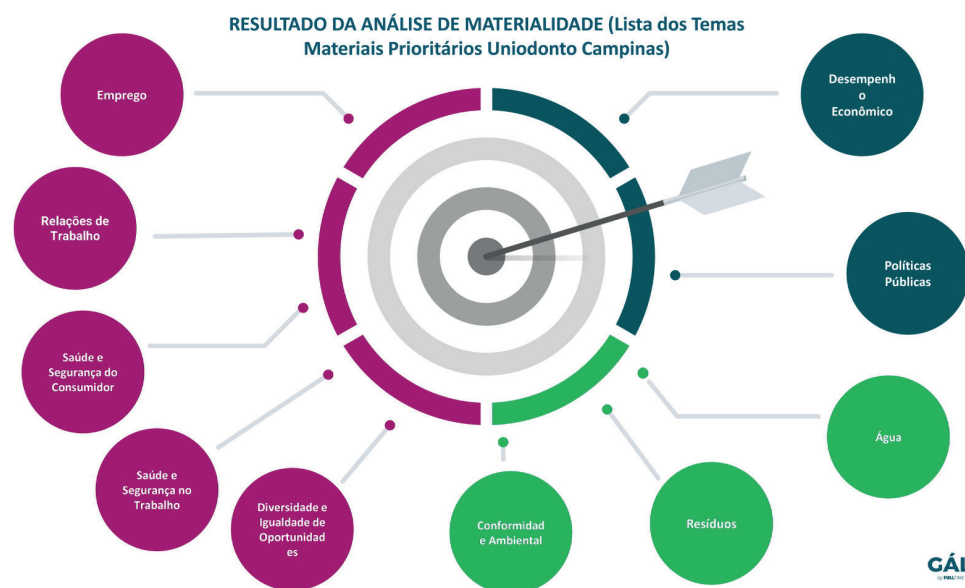 RESULTADO DA ANÁLISE DE MATERIALIDADE (Lista dos Temas
Materiais Prioritários Uniodonto Campinas)
Emprego
Relações de
Trabalho
Saúde e
Segurança do
Consumidor
Saúde e
Segurança no
Trabalho
Diversidade e
Igualdade de
Oportunidad
es
Conformidad
e Ambiental
Resíduos
Água
Políticas
Públicas
Desempenh
o
Econômico